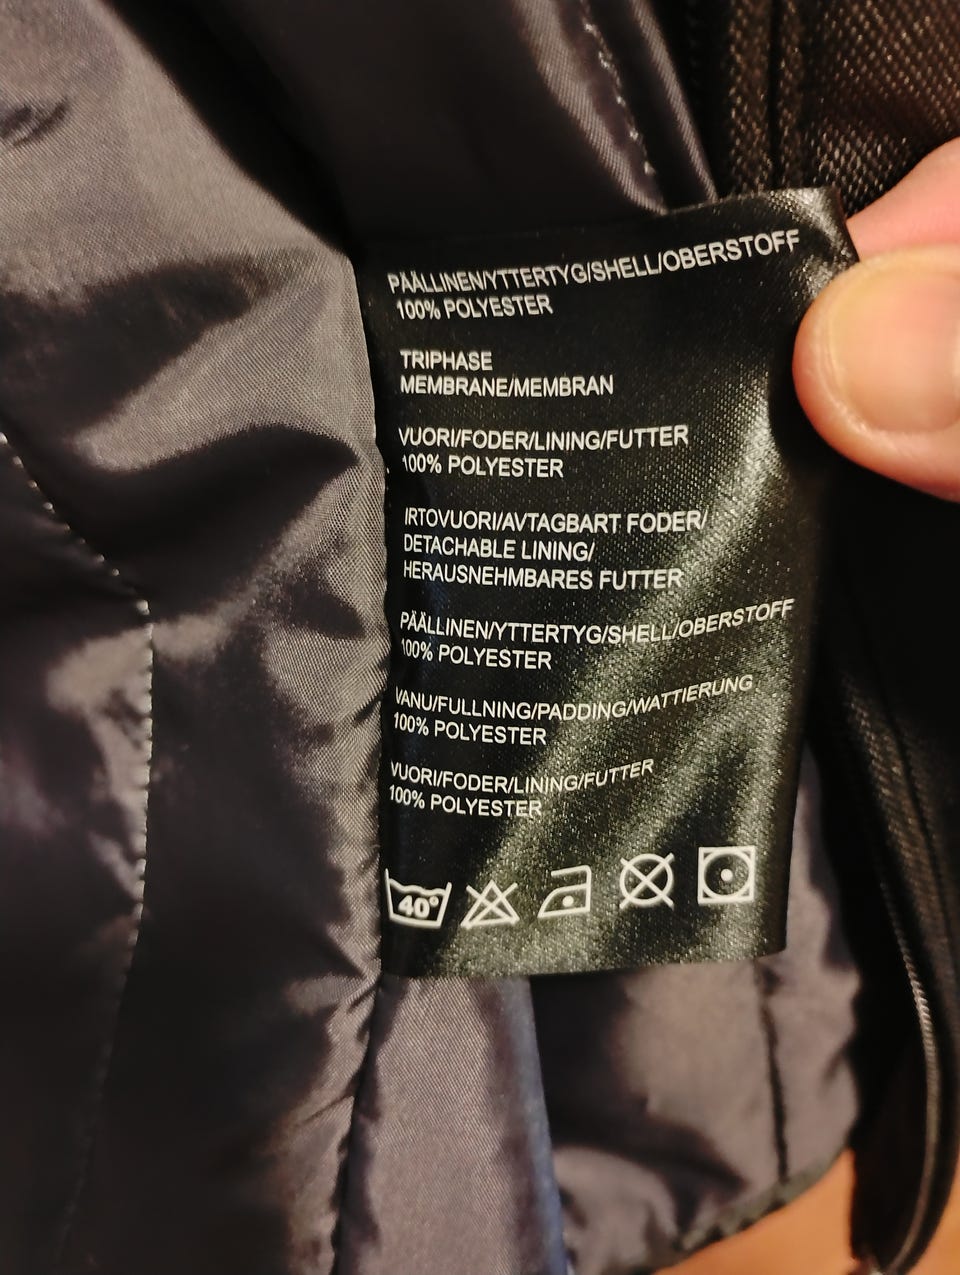 PÄÄLLINEN/YTTERTYG/SHELL/OBERSTOFF
100% POLYESTER
TRIPHASE
MEMBRANE/MEMBRAN
VUORI/FODER/LINING/FUTTER
100% POLYESTER
IRTOVUORI/AVTAGBART FODER/
DETACHABLE LINING/
HERAUSNEHMBARES FUTTER
PÄÄLLINEN/YTTERTYG/SHELL/OBERSTOFF
100% POLYESTER
VANU/FULLNING/PADDING/WATTIERUNG
100% POLYESTER
VUORI/FODER/LINING/FUTTER
100% POLYESTER
40°